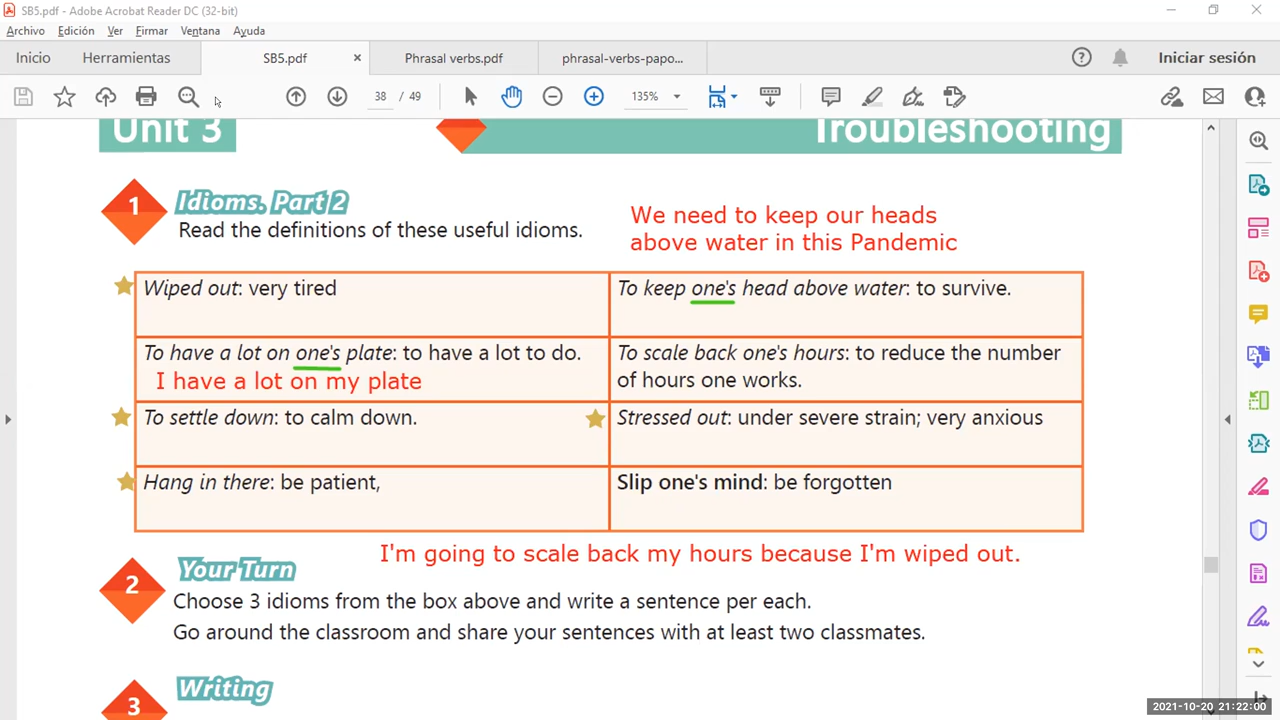 SB5.pdf - Adobe Acrobat Reader DC (32-bit)
Archivo Edición Ver Firmar Ventana Ayuda
Inicio Herramientas SB5.pdf × Phrasal verbs.pdf phrasal-verbs-papo... Iniciar sesión
38 / 49 135%
Unit 3 Troubleshooting
1 Idioms. Part 2
Read the definitions of these useful idioms.
We need to keep our heads
above water in this Pandemic
Wiped out: very tired
To keep one's head above water: to survive.
To have a lot on one's plate: to have a lot to do.
I have a lot on my plate
To scale back one's hours: to reduce the number
of hours one works.
To settle down: to calm down.
Stressed out: under severe strain; very anxious
Hang in there: be patient,
Slip one's mind: be forgotten
I'm going to scale back my hours because I'm wiped out.
2 Your Turn
Choose 3 idioms from the box above and write a sentence per each.
Go around the classroom and share your sentences with at least two classmates.
3 Writing
2021-10-20 21:22:00